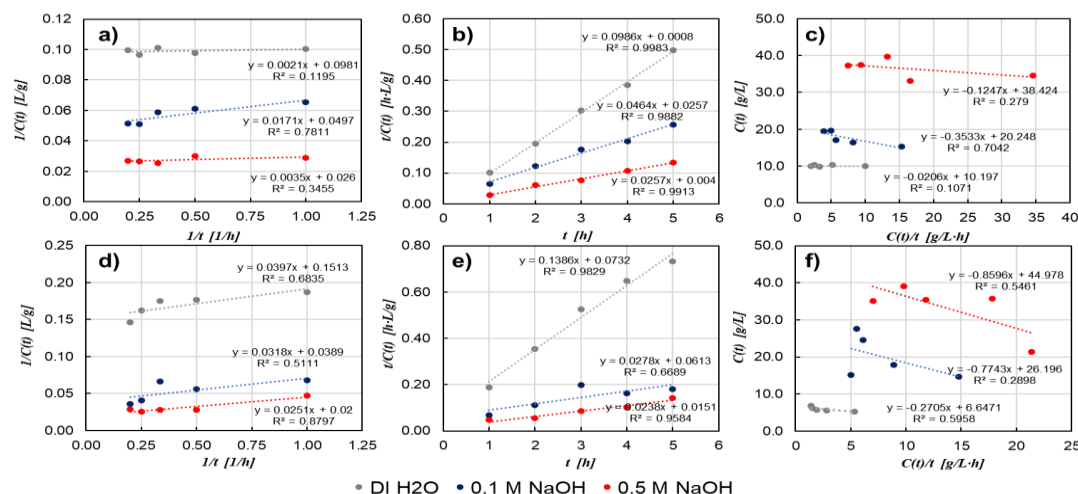 a)
1/C(t) [L/g]
0.15
0.12
0.10
0.08
0.06
0.04
0.02
0.00
y = 0.0021x + 0.0981
R² = 0.1195
y = 0.0171x + 0.0497
R² = 0.7811
y = 0.0035x + 0.026
R² = 0.3455
0.00 0.25 0.50 0.75 1.00 1.25
1/t [1/h]
b)
t/C(t) [h·L/g]
0.60
0.50
0.40
0.30
0.20
0.10
0.00
y = 0.0986x + 0.0008
R² = 0.9983
y = 0.0464x + 0.0257
R² = 0.9882
y = 0.0257x + 0.004
R² = 0.9913
0 1 2 3 4 5 6
t [h]
c)
C(t) [g/L]
50.0
40.0
30.0
20.0
10.0
0.0
y = -0.1247x + 38.424
R² = 0.279
y = -0.3533x + 20.248
R² = 0.7042
y = -0.0206x + 10.197
R² = 0.1071
0 5 10 15 20 25 30 35 40
C(t)/t [g/L·h]
d)
1/C(t) [L/g]
0.25
0.20
0.15
0.10
0.05
0.00
y = 0.0397x + 0.1513
R² = 0.6835
y = 0.0318x + 0.0389
R² = 0.5111
y = 0.0251x + 0.02
R² = 0.8797
0.00 0.25 0.50 0.75 1.00 1.25
1/t [1/h]
e)
t/C(t) [h·L/g]
0.80
0.60
0.40
0.20
0.00
y = 0.1386x + 0.0732
R² = 0.9829
y = 0.0278x + 0.0613
R² = 0.6689
y = 0.0238x + 0.0151
R² = 0.9584
0 1 2 3 4 5 6
t [h]
f)
C(t) [g/L]
50.0
40.0
30.0
20.0
10.0
0.0
y = -0.8596x + 44.978
R² = 0.5461
y = -0.7743x + 26.196
R² = 0.2898
y = -0.2705x + 6.6471
R² = 0.5958
0 5 10 15 20 25
C(t)/t [g/L·h]
DI H2O 0.1 M NaOH 0.5 M NaOH